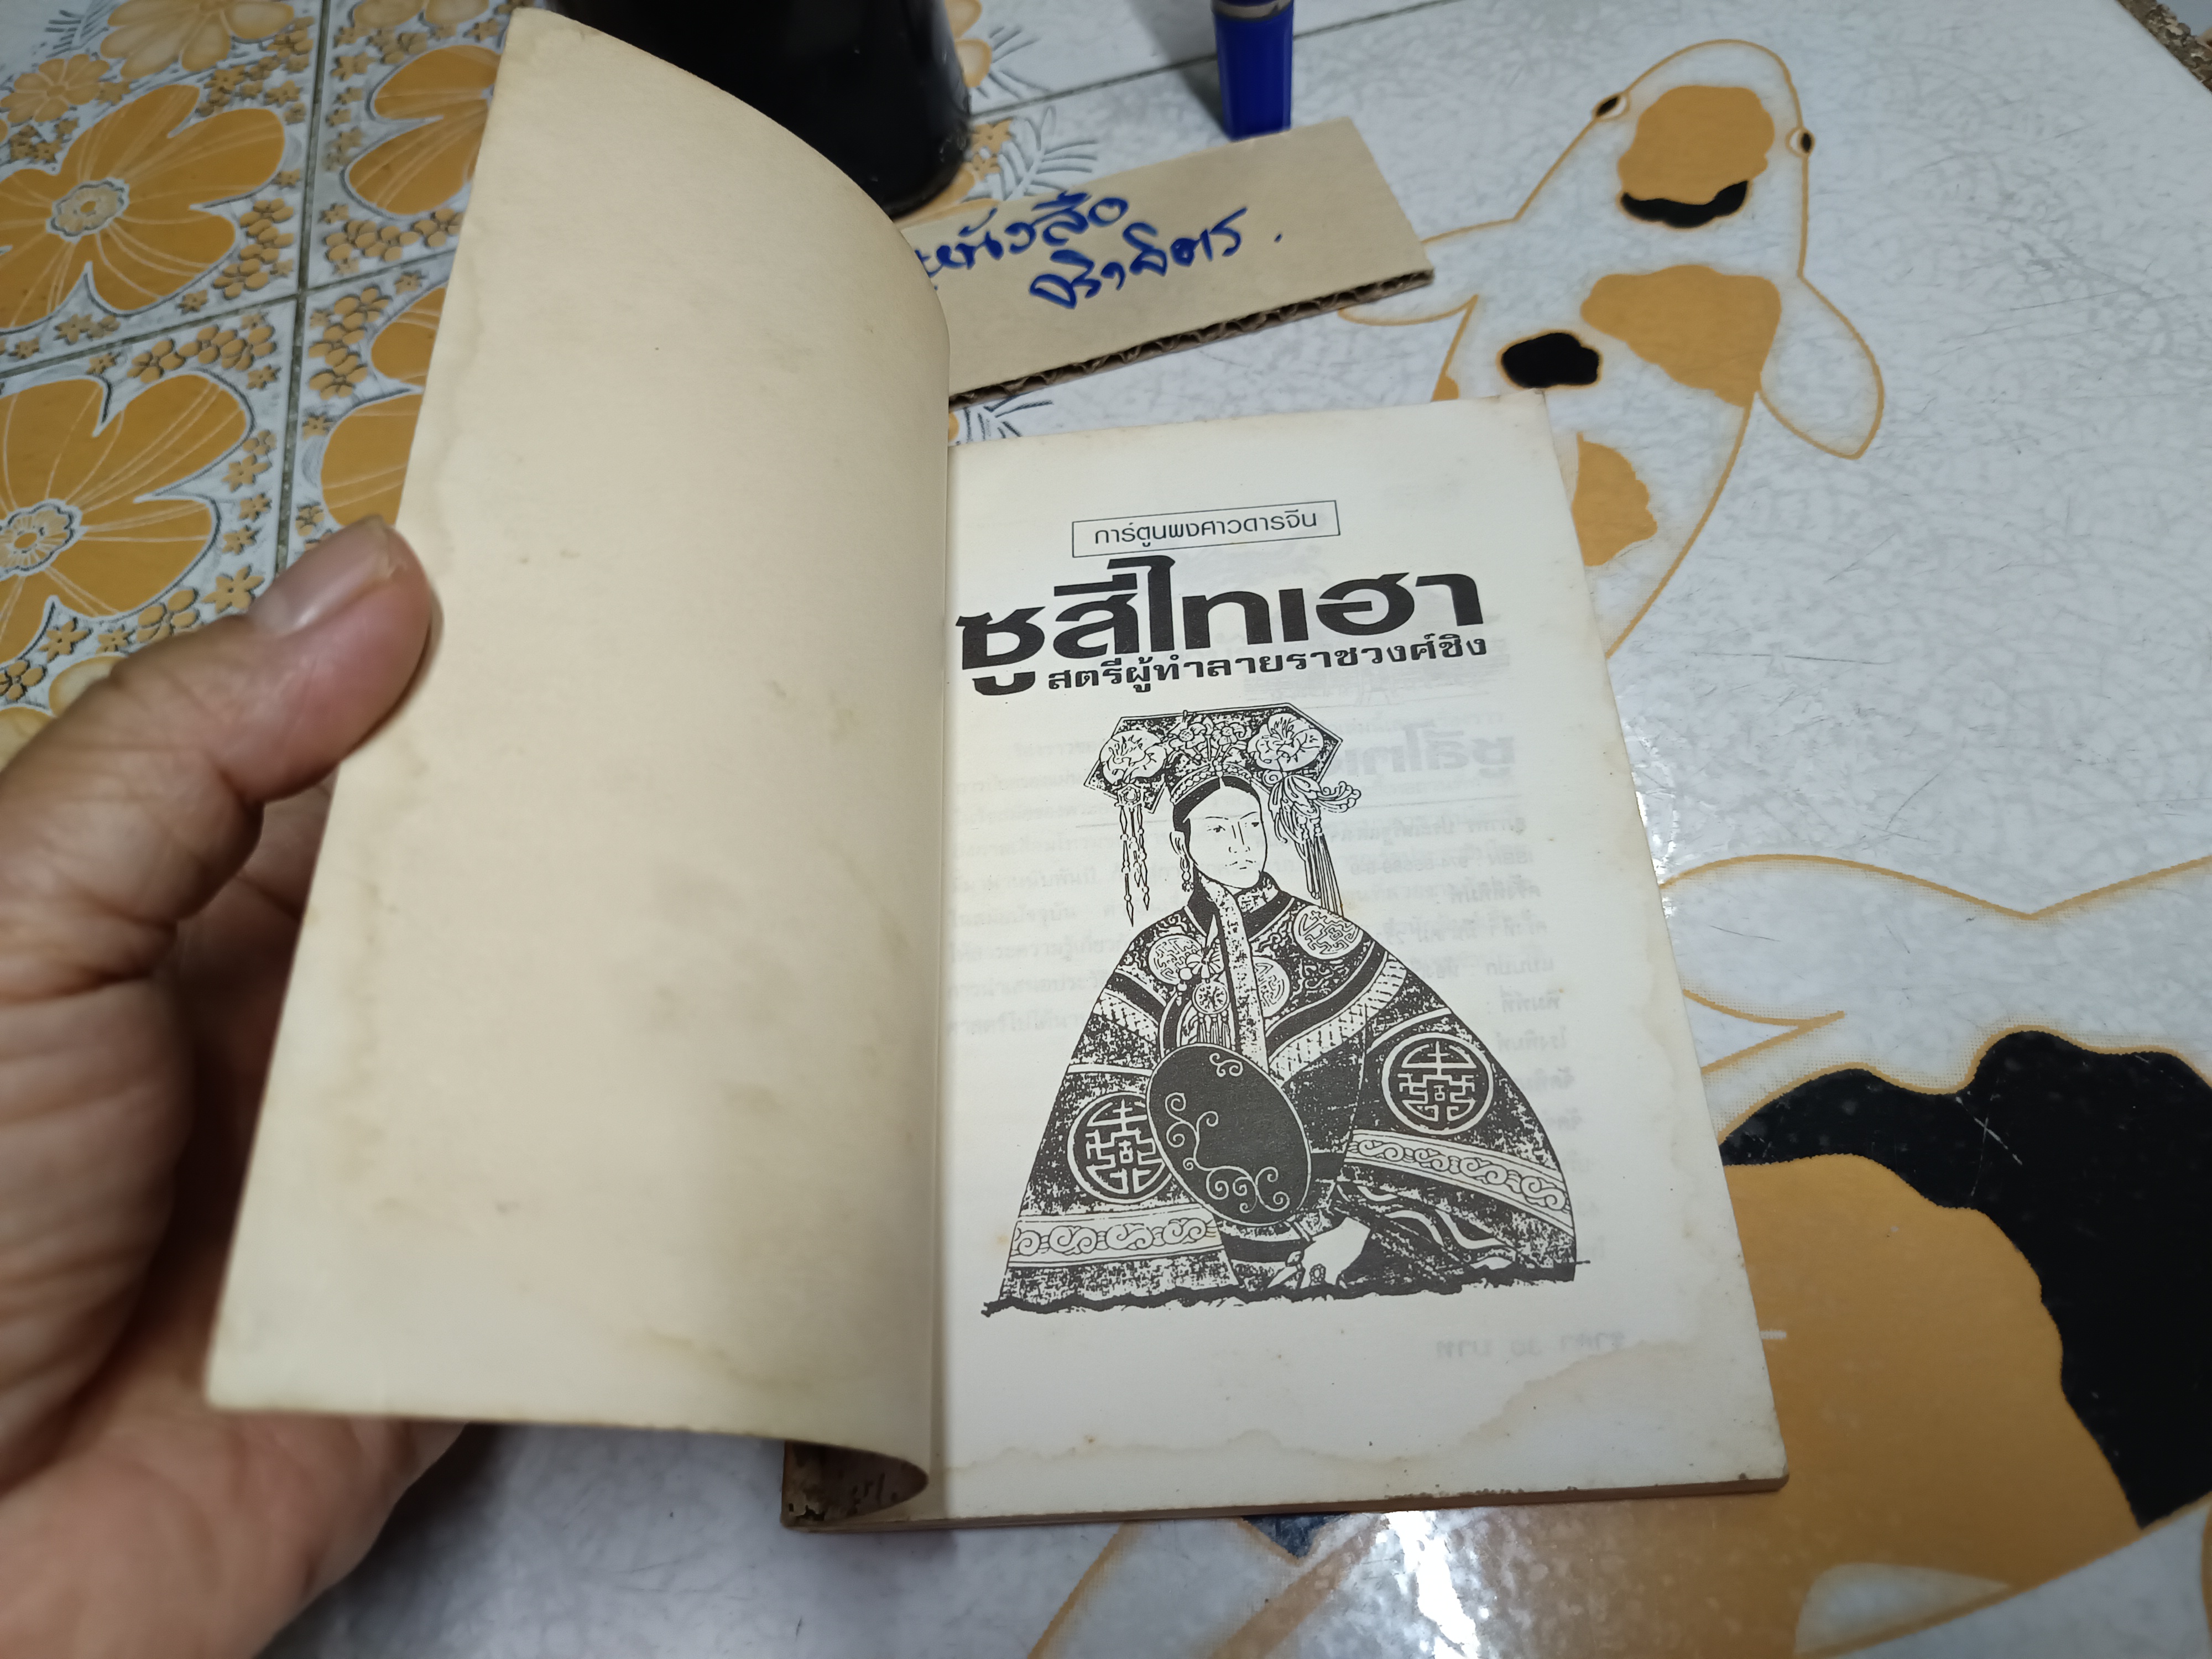 หนังสือ
การ์ตูนพงศาวดารจีน
ซูสีไทเฮา
สตรีผู้ทำลายราชวงศ์ชิง